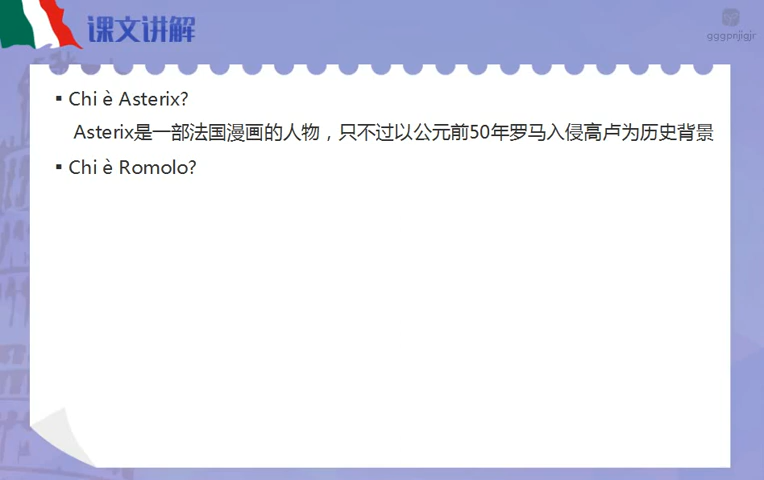 课文讲解
gggpnjigjr
▪ Chi è Asterix?
Asterix是一部法国漫画的人物，只不过以公元前50年罗马入侵高卢为历史背景
▪ Chi è Romolo?